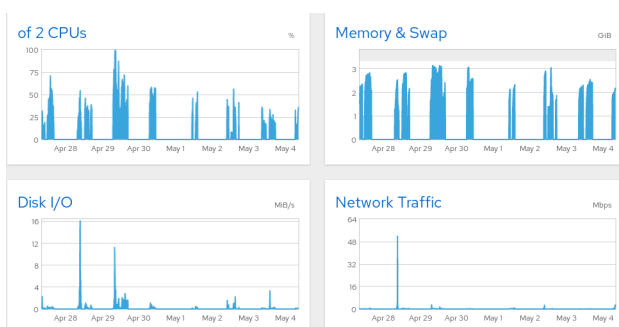 of 2 CPUs
%
100
75
50
25
0
Apr 28 Apr 29 Apr 30 May 1 May 2 May 3 May 4
Memory & Swap
GiB
3
2
1
0
Apr 28 Apr 29 Apr 30 May 1 May 2 May 3 May 4
Disk I/O
MiB/s
16
12
8
4
0
Apr 28 Apr 29 Apr 30 May 1 May 2 May 3 May 4
Network Traffic
Mbps
64
48
32
16
0
Apr 28 Apr 29 Apr 30 May 1 May 2 May 3 May 4